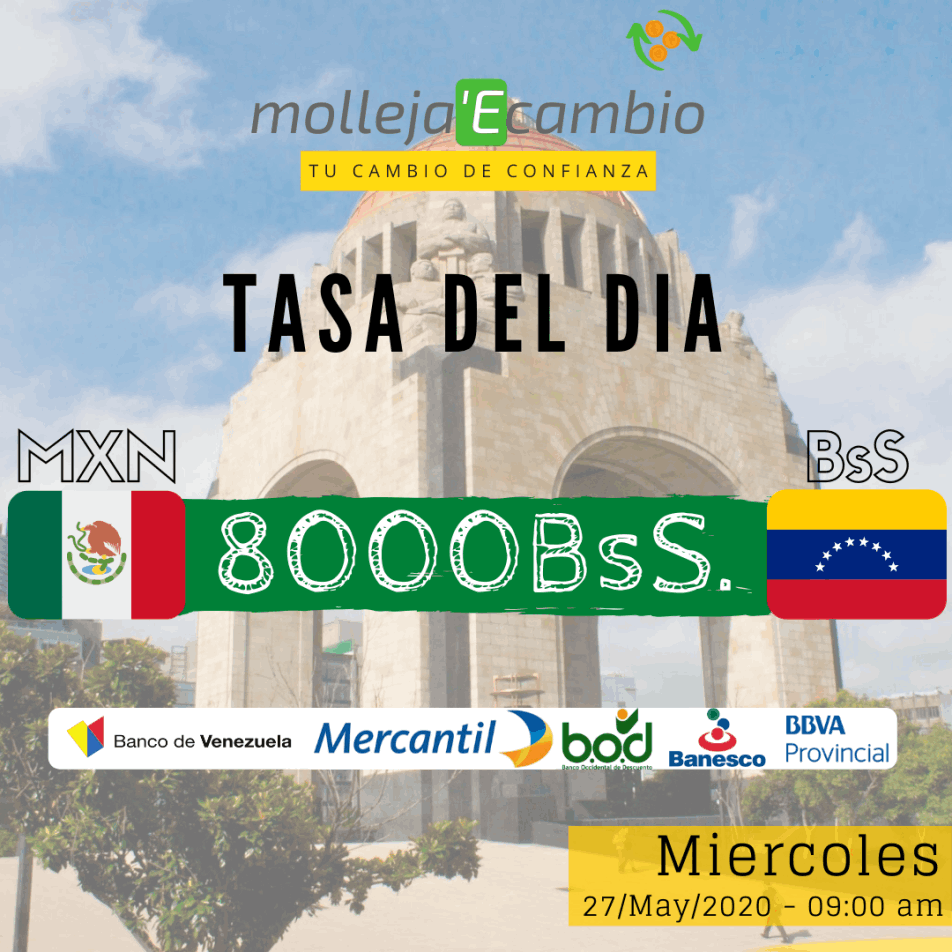 molleja'Ecambio
TU CAMBIO DE CONFIANZA
TASA DEL DIA
MXN
BsS
8000BsS.
Banco de Venezuela
Mercantil
b.o.d
Banco Occidental de Descuento
Banesco
BBVA
Provincial
Miercoles
27/May/2020 - 09:00 am